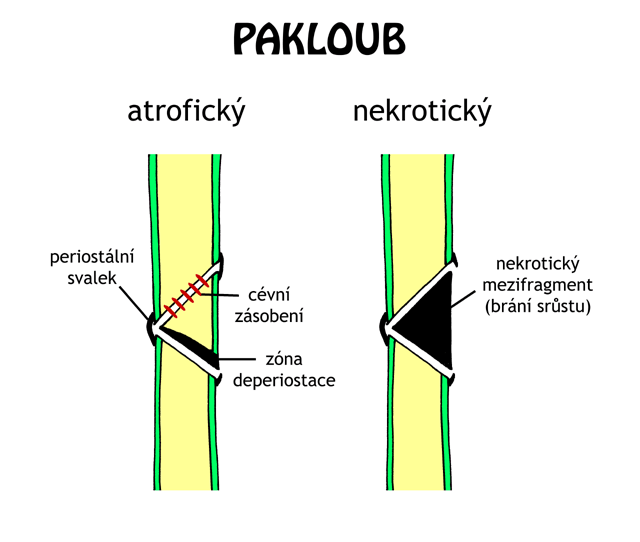 PAKLOUB
atrofický
nekrotický
periostální
svalek
cévní
zásobení
zóna
deperiostace
nekrotický
mezifragment
(brání srůstu)